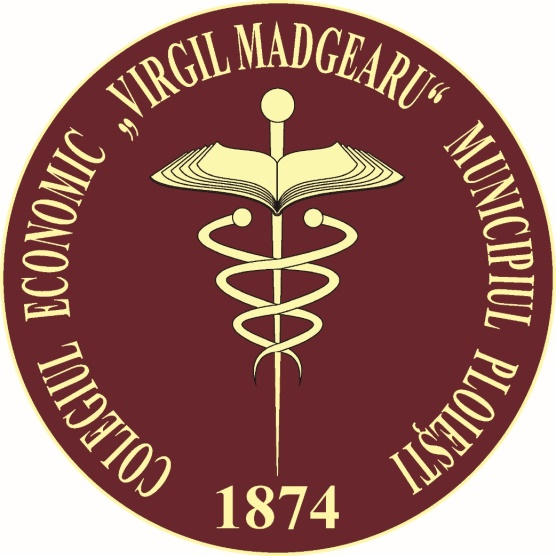 COLEGIUL ECONOMIC „VIRGIL MADGEARU“ MUNICIPIUL PLOIEŞTI
1874